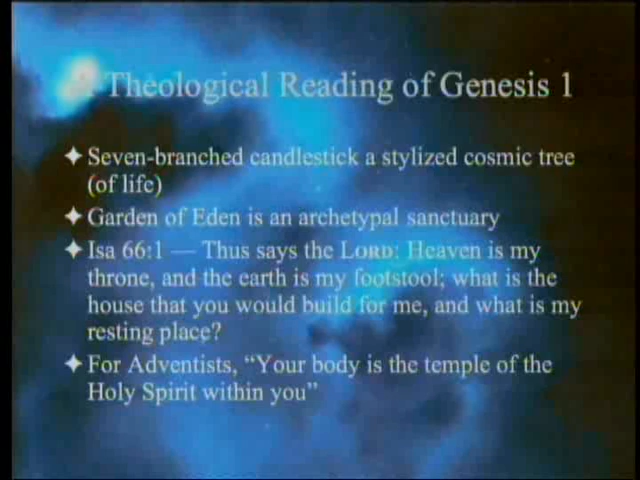 A Theological Reading of Genesis 1
Seven-branched candlestick a stylized cosmic tree
(of life)
Garden of Eden is an archetypal sanctuary
Isa 66:1 — Thus says the LORD: Heaven is my
throne, and the earth is my footstool; what is the
house that you would build for me, and what is my
resting place?
For Adventists, “Your body is the temple of the
Holy Spirit within you”